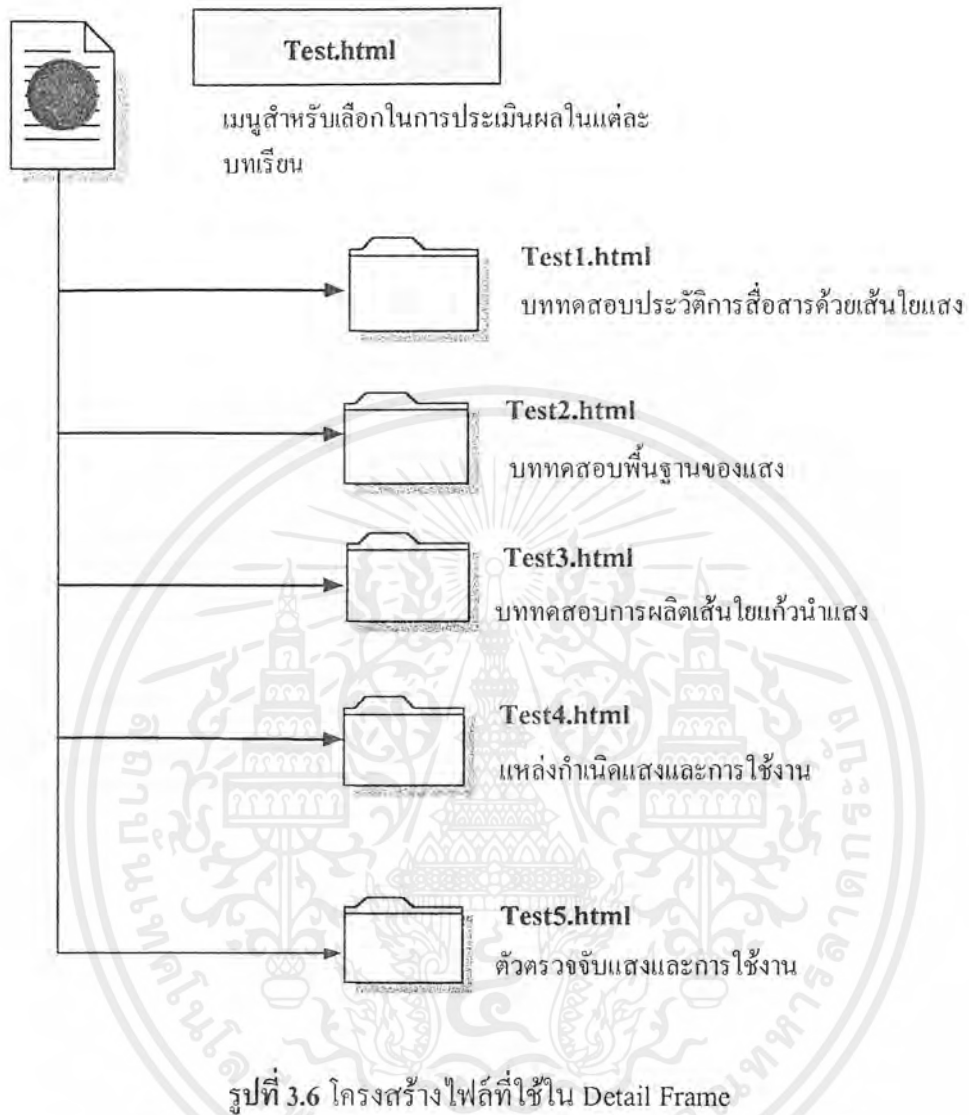 Test.html
เมนูสำหรับเลือกในการประเมินผลในแต่ละ
บทเรียน
Test1.html
บททดสอบประวัติการสื่อสารด้วยเส้นใยแสง
Test2.html
บททดสอบพื้นฐานของแสง
Test3.html
บททดสอบการผลิตเส้นใยแก้วนำแสง
Test4.html
แหล่งกำเนิดแสงและการใช้งาน
Test5.html
ตัวตรวจจับแสงและการใช้งาน
รูปที่ 3.6 โครงสร้างไฟล์ที่ใช้ใน Detail Frame